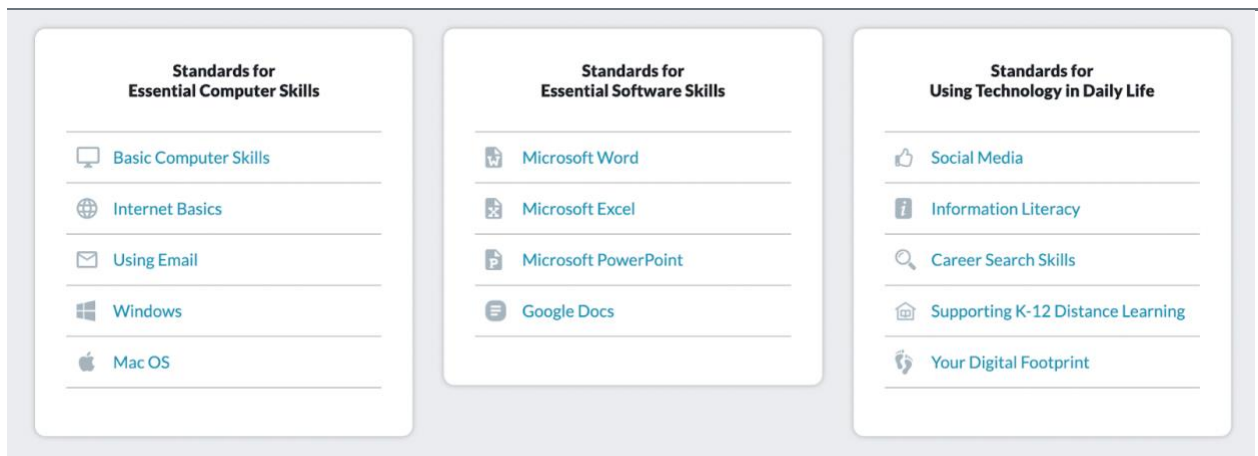 Standards for
Essential Computer Skills
Basic Computer Skills
Internet Basics
Using Email
Windows
Mac OS
Standards for
Essential Software Skills
Microsoft Word
Microsoft Excel
Microsoft PowerPoint
Google Docs
Standards for
Using Technology in Daily Life
Social Media
Information Literacy
Career Search Skills
Supporting K-12 Distance Learning
Your Digital Footprint